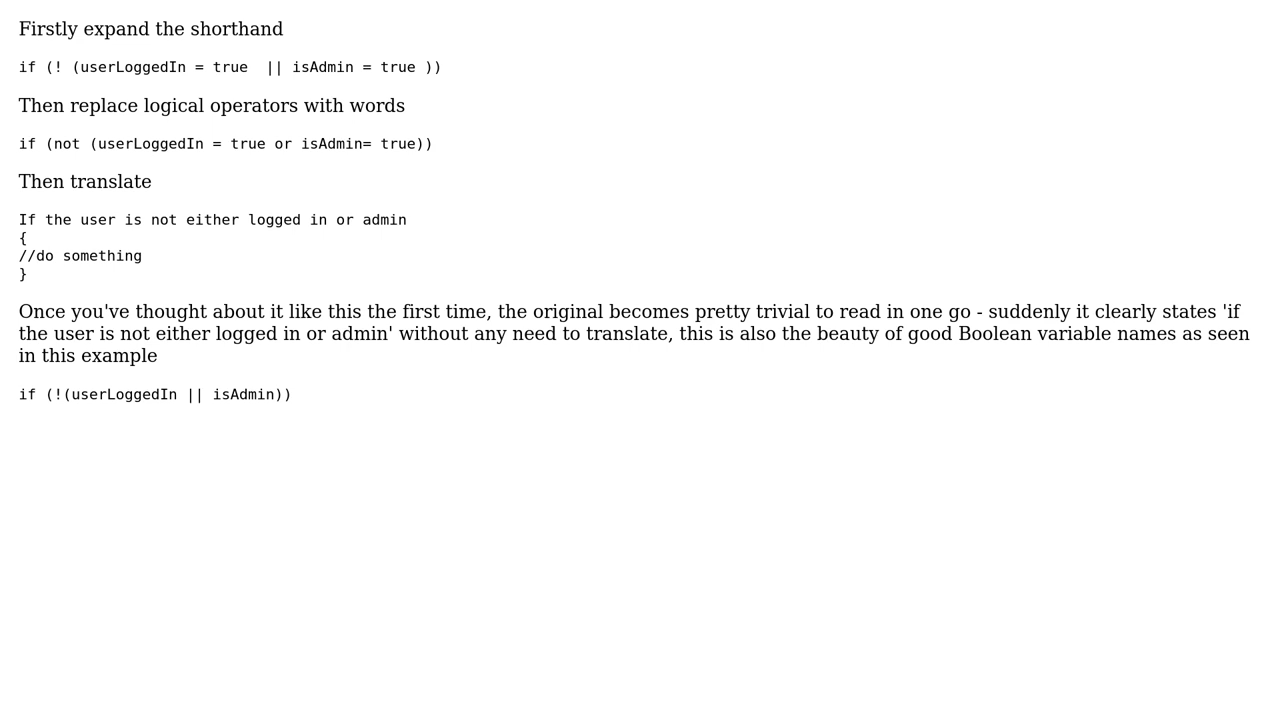 Firstly expand the shorthand
if (! (userLoggedIn = true  || isAdmin = true ))
Then replace logical operators with words
if (not (userLoggedIn = true or isAdmin= true))
Then translate
If the user is not either logged in or admin
{
//do something
}
Once you've thought about it like this the first time, the original becomes pretty trivial to read in one go - suddenly it clearly states 'if
the user is not either logged in or admin' without any need to translate, this is also the beauty of good Boolean variable names as seen
in this example
if (!(userLoggedIn || isAdmin))